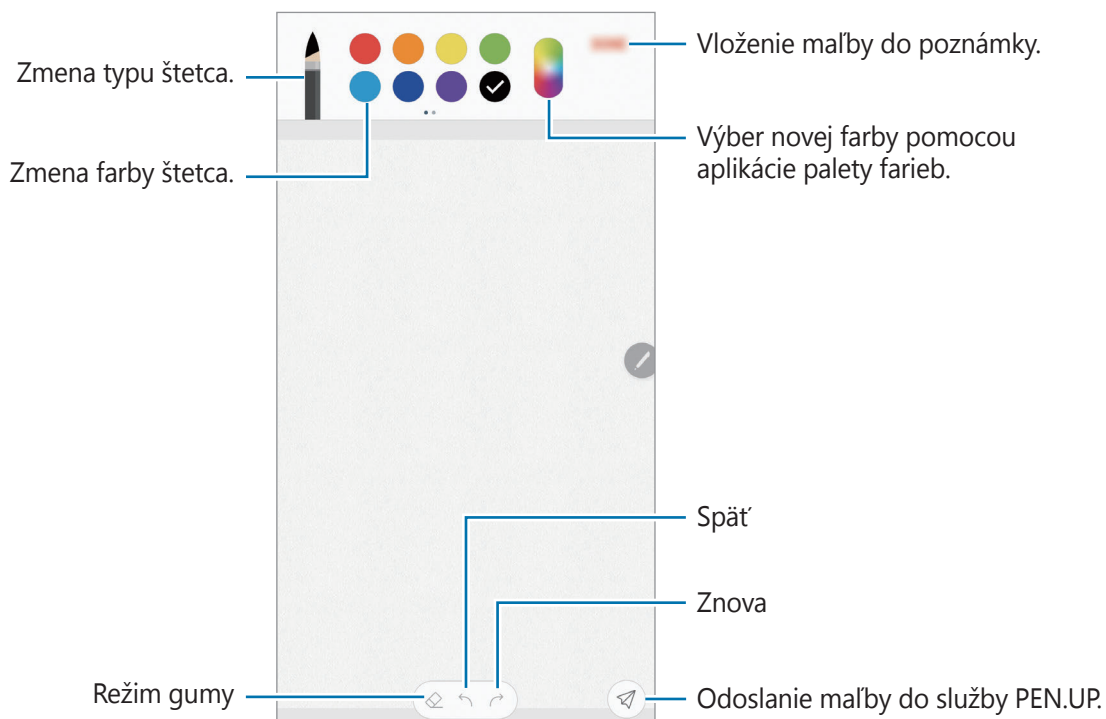 Vloženie maľby do poznámky.
Zmena typu štetca.
Výber novej farby pomocou
aplikácie palety farieb.
Zmena farby štetca.
Späť
Znova
Režim gumy
Odoslanie maľby do služby PEN.UP.